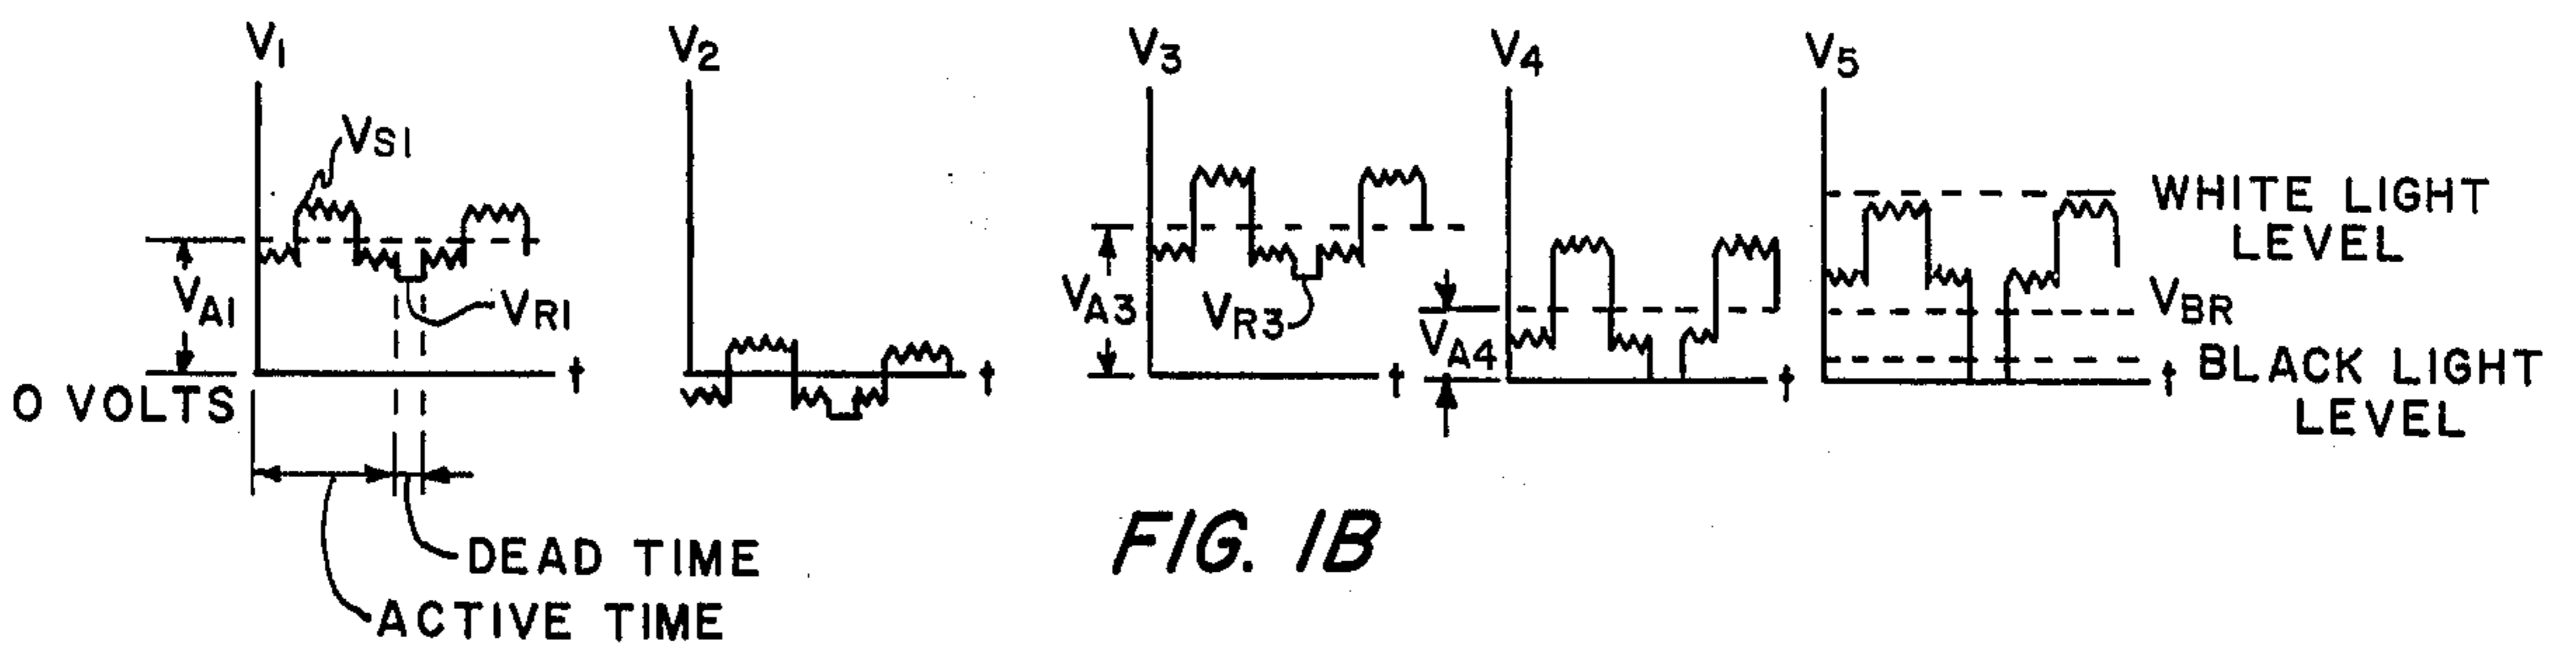 V1
V2
V3
V4
V5
VS1
VA1
VR1
t
0 VOLTS
DEAD TIME
ACTIVE TIME
t
VA3
VR3
t
VA4
t
WHITE LIGHT
LEVEL
VBR
t
BLACK LIGHT
LEVEL
FIG. 1B